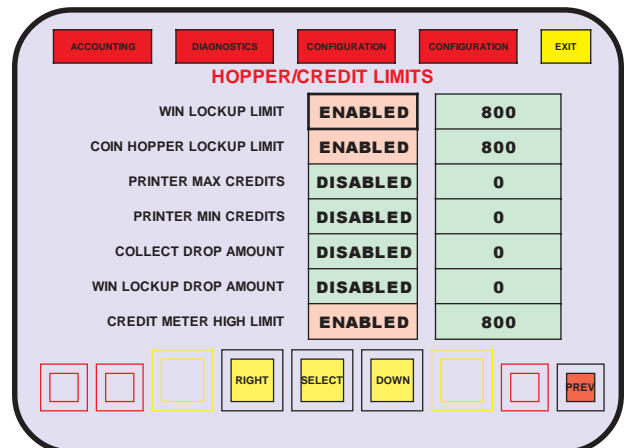 ACCOUNTING DIAGNOSTICS CONFIGURATION CONFIGURATION EXIT
HOPPER/CREDIT LIMITS
WIN LOCKUP LIMIT ENABLED 800
COIN HOPPER LOCKUP LIMIT ENABLED 800
PRINTER MAX CREDITS DISABLED 0
PRINTER MIN CREDITS DISABLED 0
COLLECT DROP AMOUNT DISABLED 0
WIN LOCKUP DROP AMOUNT DISABLED 0
CREDIT METER HIGH LIMIT ENABLED 800
RIGHT SELECT DOWN PREV